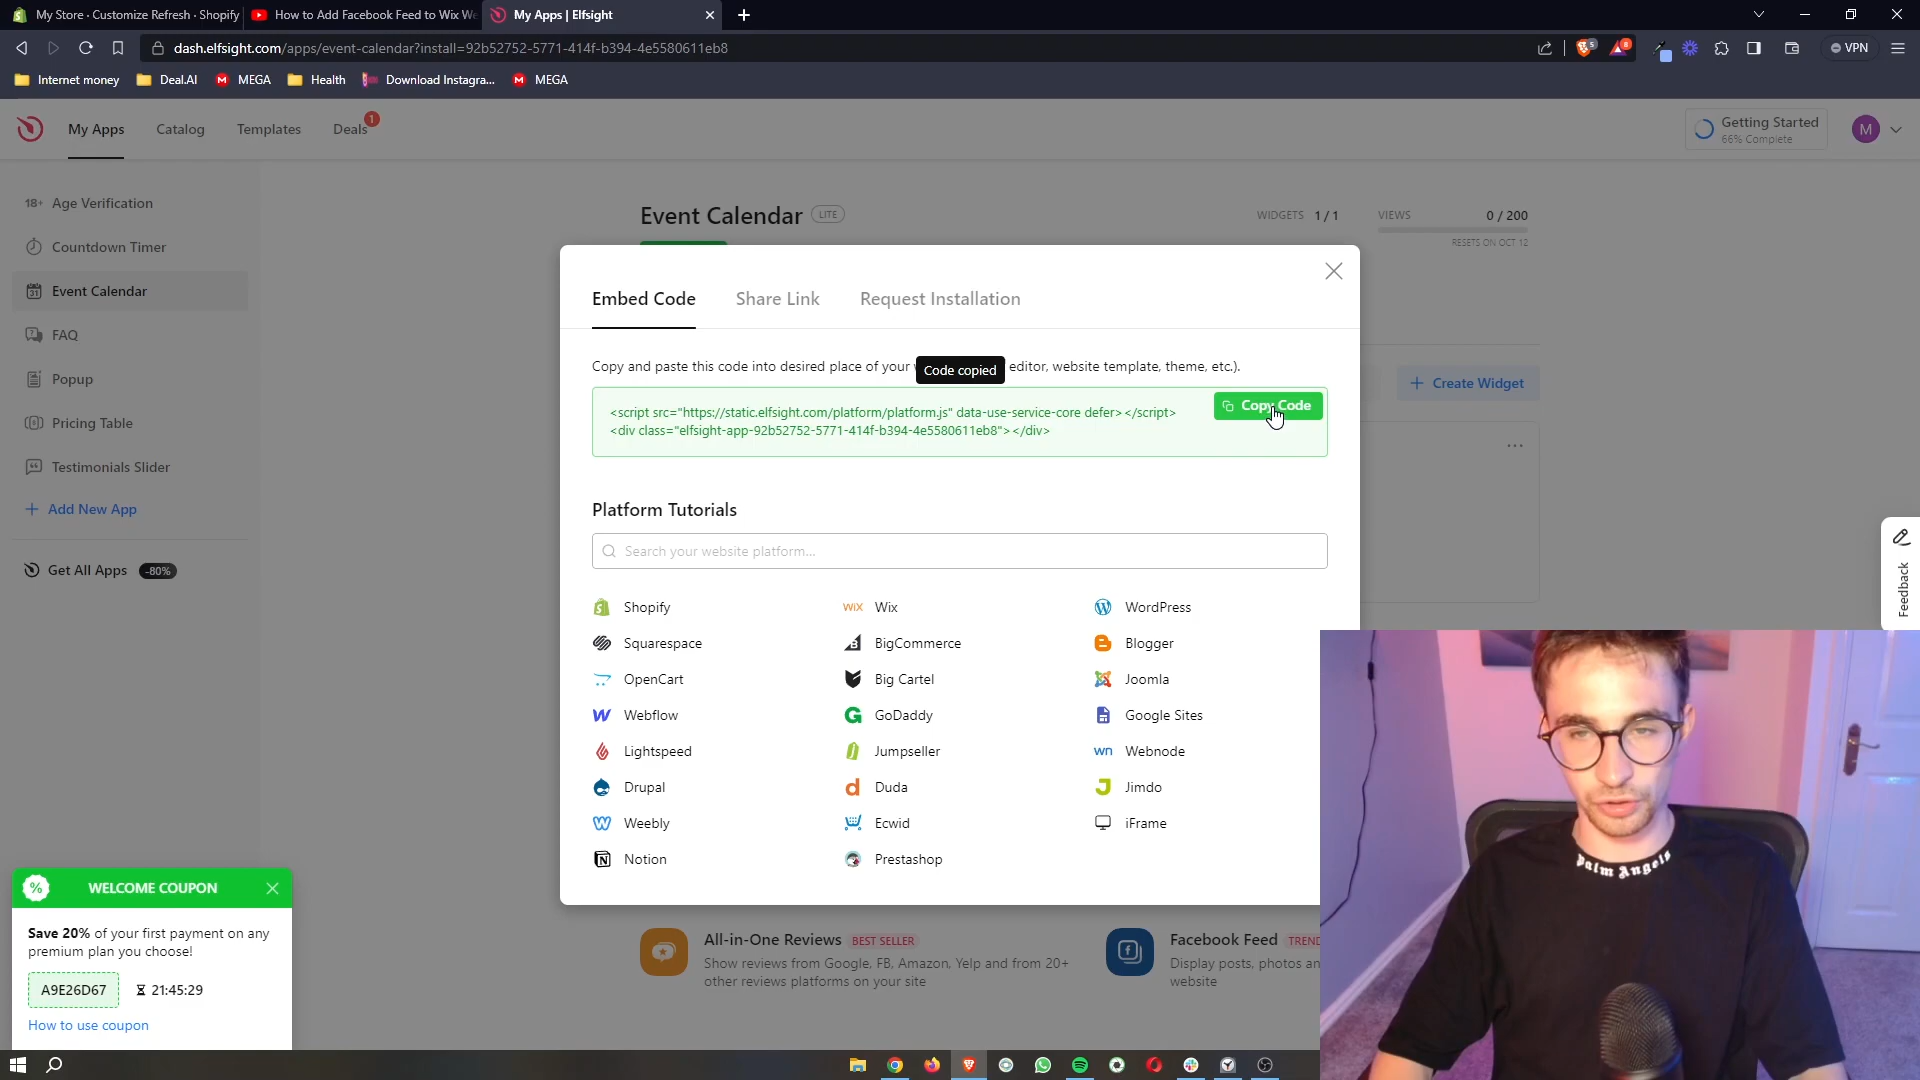 My Store · Customize Refresh · Shopify
How to Add Facebook Feed to Wix We
My Apps | Elfsight
dash.elfsight.com/apps/event-calendar?install=92b52752-5771-414f-b394-4e5580611eb8
5
8
VPN
Internet money
Deal.AI
MEGA
Health
Download Instagra...
MEGA
My Apps
Catalog
Templates
Deals
1
Getting Started
66% Complete
M
18+ Age Verification
Countdown Timer
Event Calendar
FAQ
Popup
Pricing Table
Testimonials Slider
Add New App
Get All Apps -80%
Event Calendar LITE
WIDGETS 1/1
VIEWS 0 / 200
RESETS ON OCT 12
Create Widget
Embed Code
Share Link
Request Installation
Copy and paste this code into desired place of your editor, website template, theme, etc.).
Code copied
<script src="https://static.elfsight.com/platform/platform.js" data-use-service-core defer></script>
<div class="elfsight-app-92b52752-5771-414f-b394-4e5580611eb8"></div>
Copy Code
Platform Tutorials
Search your website platform...
Shopify
Wix
WordPress
Squarespace
BigCommerce
Blogger
OpenCart
Big Cartel
Joomla
Webflow
GoDaddy
Google Sites
Lightspeed
Jumpseller
Webnode
Drupal
Duda
Jimdo
Weebly
Ecwid
iFrame
Notion
Prestashop
Feedback
WELCOME COUPON
Save 20% of your first payment on any
premium plan you choose!
A9E26D67
21:45:29
How to use coupon
All-in-One Reviews BEST SELLER
Show reviews from Google, FB, Amazon, Yelp and from 20+
other reviews platforms on your site
Facebook Feed TREND
Display posts, photos an
website
Palm Angels